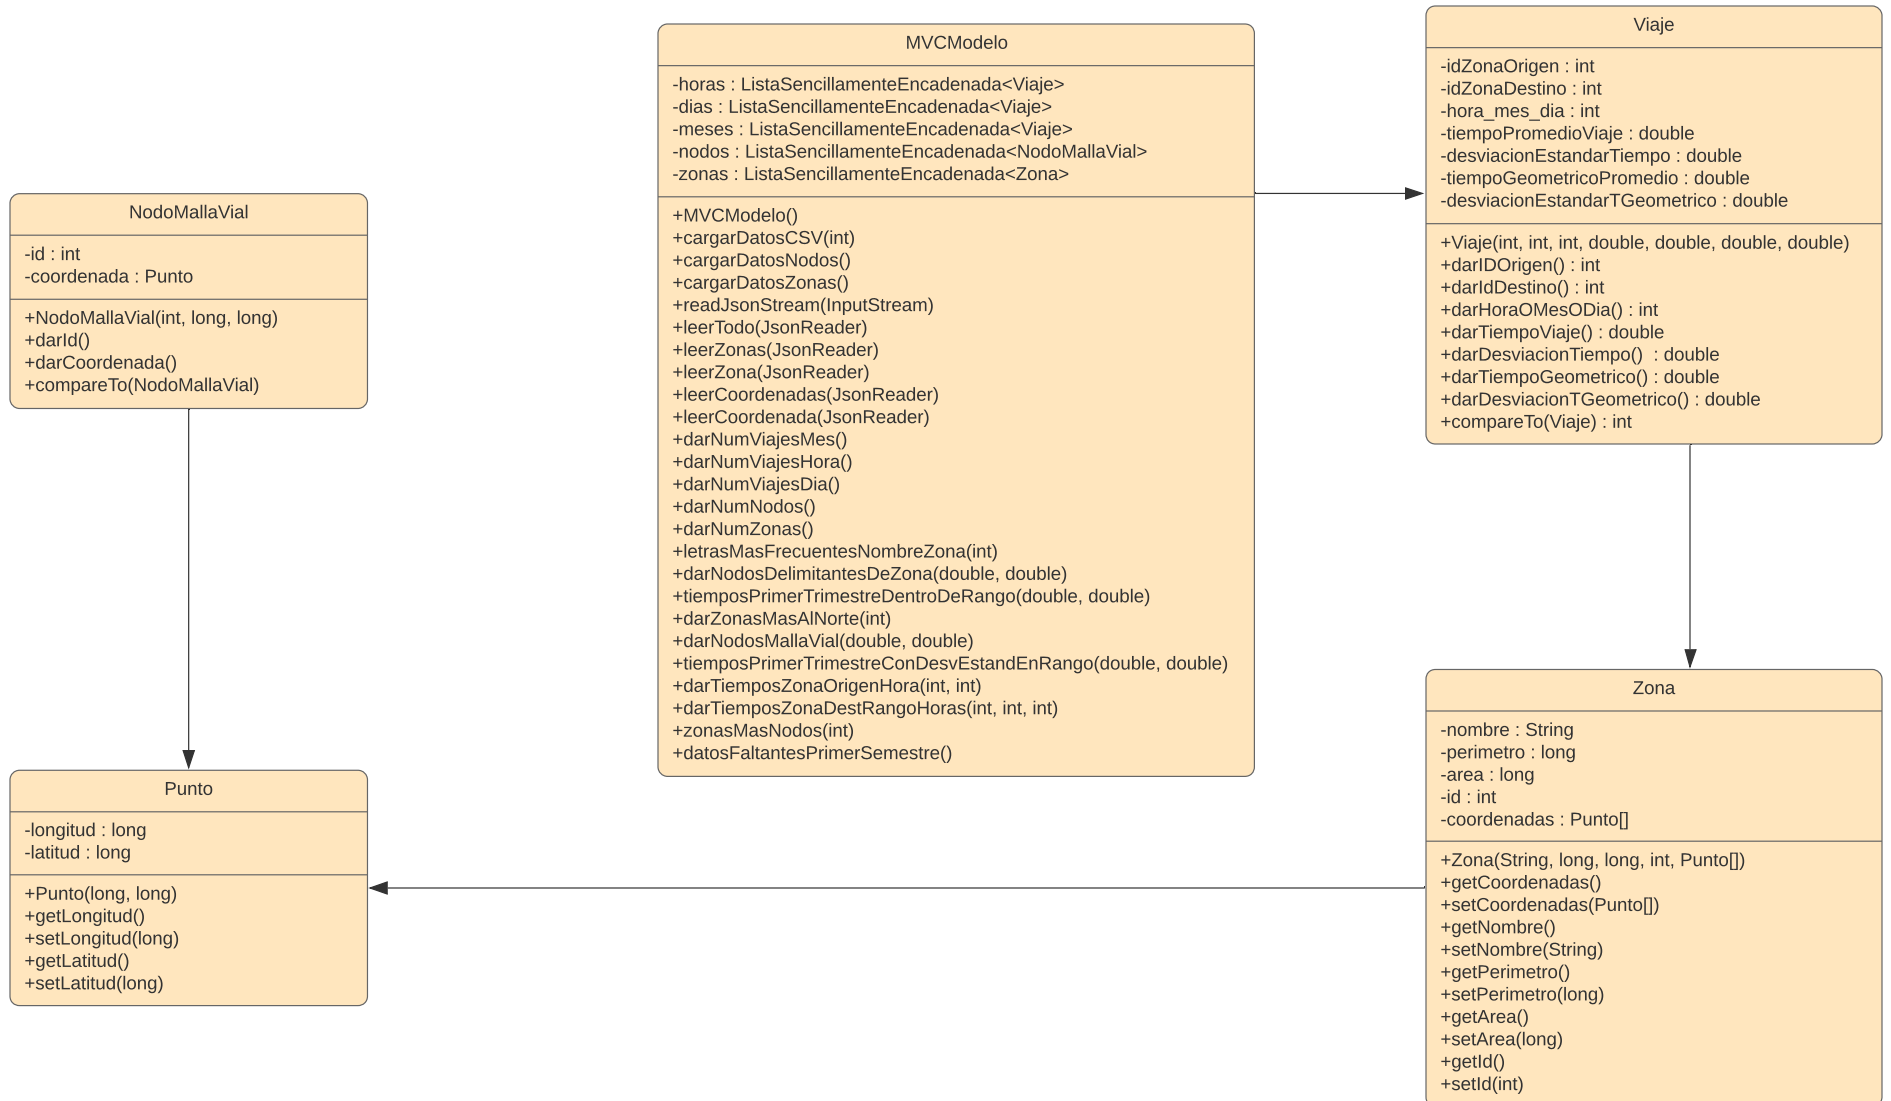 MVCModelo
-horas : ListaSencillamenteEncadenada<Viaje>
-dias : ListaSencillamenteEncadenada<Viaje>
-meses : ListaSencillamenteEncadenada<Viaje>
-nodos : ListaSencillamenteEncadenada<NodoMallaVial>
-zonas : ListaSencillamenteEncadenada<Zona>
+MVCModelo()
+cargarDatosCSV(int)
+cargarDatosNodos()
+cargarDatosZonas()
+readJsonStream(InputStream)
+leerTodo(JsonReader)
+leerZonas(JsonReader)
+leerZona(JsonReader)
+leerCoordenadas(JsonReader)
+leerCoordenada(JsonReader)
+darNumViajesMes()
+darNumViajesHora()
+darNumViajesDia()
+darNumNodos()
+darNumZonas()
+letrasMasFrecuentesNombreZona(int)
+darNodosDelimitantesDeZona(double, double)
+tiemposPrimerTrimestreDentroDeRango(double, double)
+darZonasMasAlNorte(int)
+darNodosMallaVial(double, double)
+tiemposPrimerTrimestreConDesvEstandEnRango(double, double)
+darTiemposZonaOrigenHora(int, int)
+darTiemposZonaDestRangoHoras(int, int, int)
+zonasMasNodos(int)
+datosFaltantesPrimerSemestre()
Viaje
-idZonaOrigen : int
-idZonaDestino : int
-hora_mes_dia : int
-tiempoPromedioViaje : double
-desviacionEstandarTiempo : double
-tiempoGeometricoPromedio : double
-desviacionEstandarTGeometrico : double
+Viaje(int, int, int, double, double, double, double)
+darIDOrigen() : int
+darIdDestino() : int
+darHoraOMesODia() : int
+darTiempoViaje() : double
+darDesviacionTiempo()  : double
+darTiempoGeometrico() : double
+darDesviacionTGeometrico() : double
+compareTo(Viaje) : int
NodoMallaVial
-id : int
-coordenada : Punto
+NodoMallaVial(int, long, long)
+darId()
+darCoordenada()
+compareTo(NodoMallaVial)
Punto
-longitud : long
-latitud : long
+Punto(long, long)
+getLongitud()
+setLongitud(long)
+getLatitud()
+setLatitud(long)
Zona
-nombre : String
-perimetro : long
-area : long
-id : int
-coordenadas : Punto[]
+Zona(String, long, long, int, Punto[])
+getCoordenadas()
+setCoordenadas(Punto[])
+getNombre()
+setNombre(String)
+getPerimetro()
+setPerimetro(long)
+getArea()
+setArea(long)
+getId()
+setId(int)